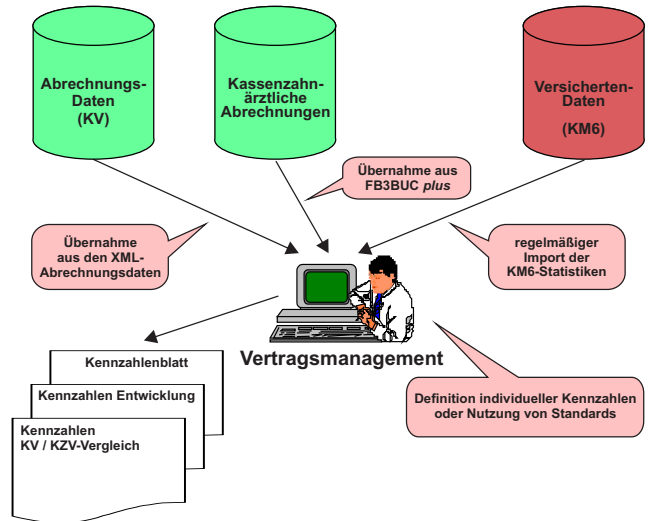 Abrechnungs-
Daten
(KV)
Kassenzahn-
ärztliche
Abrechnungen
Versicherten-
Daten
(KM6)
Übernahme aus
FB3BUC plus
Übernahme
aus den XML-
Abrechnungsdaten
regelmäßiger
Import der
KM6-Statistiken
Vertragsmanagement
Kennzahlenblatt
Kennzahlen Entwicklung
Kennzahlen
KV / KZV-Vergleich
Definition individueller Kennzahlen
oder Nutzung von Standards